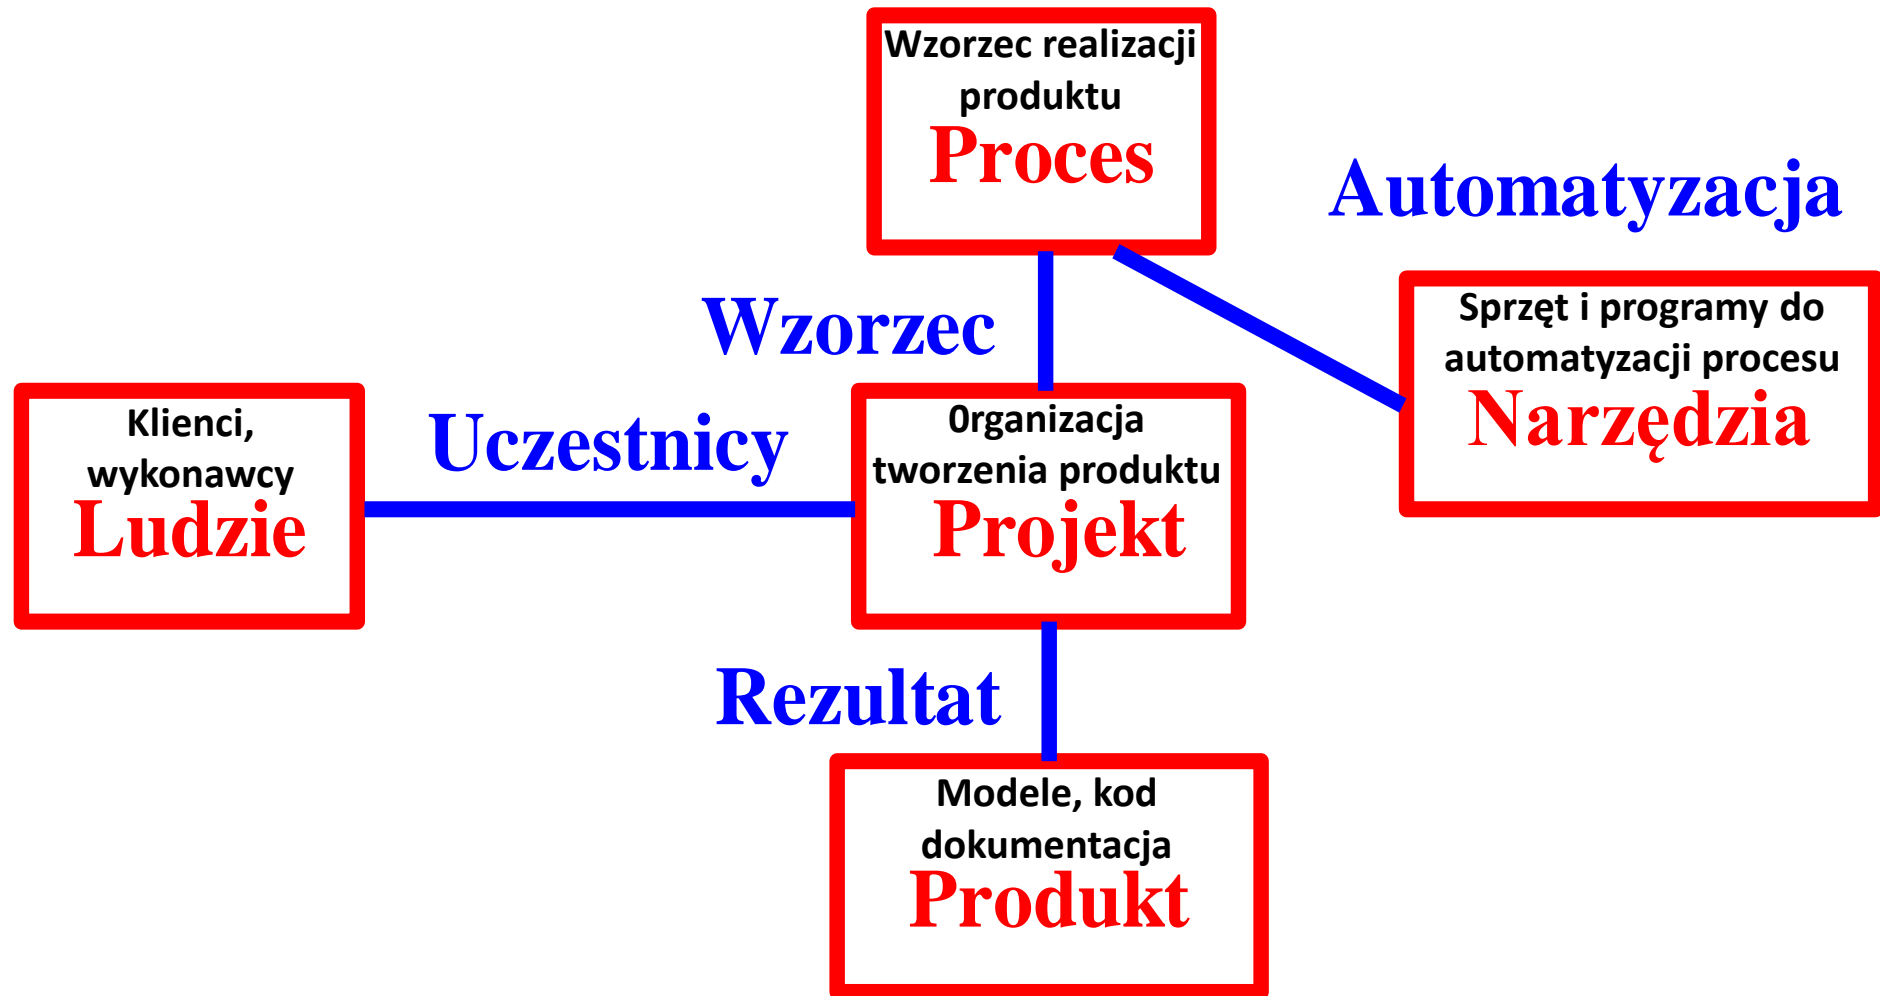 Wzorzec realizacji
produktu
Proces
Automatyzacja
Wzorzec
Sprzęt i programy do
automatyzacji procesu
Narzędzia
Klienci,
wykonawcy
Ludzie
Uczestnicy
0rganizacja
tworzenia produktu
Projekt
Rezultat
Modele, kod
dokumentacja
Produkt